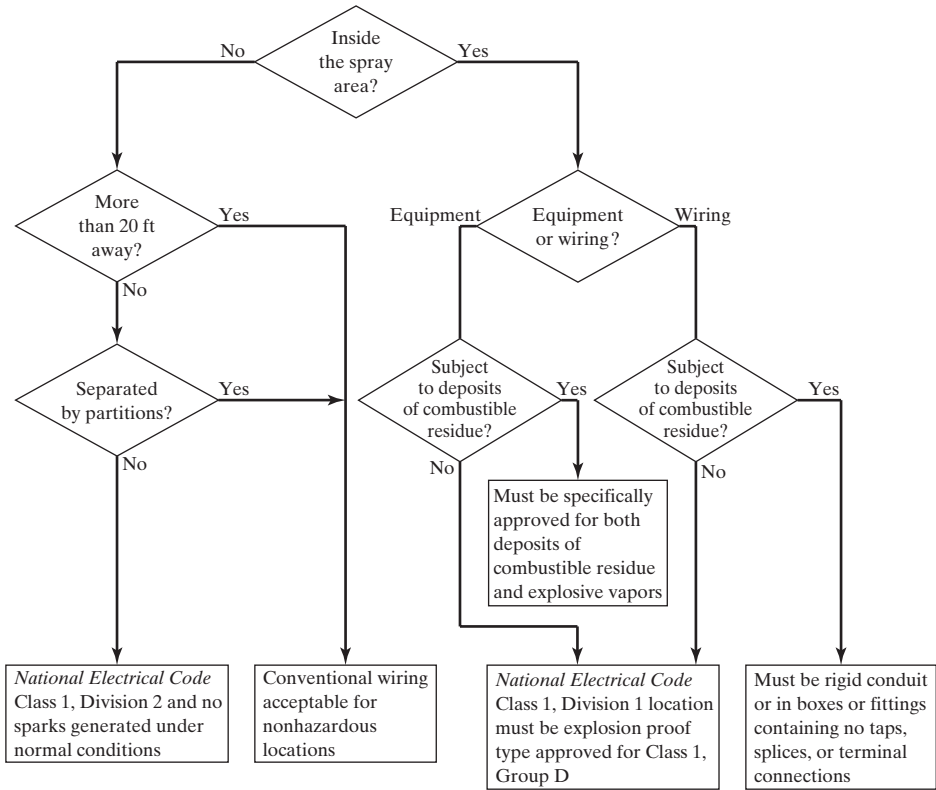 Inside
the spray
area?
No
Yes
More
than 20 ft
away?
Yes
No
Equipment
Equipment
or wiring?
Wiring
Separated
by partitions?
Yes
No
Subject
to deposits
of combustible
residue?
Yes
No
Subject
to deposits
of combustible
residue?
Yes
No
Must be specifically
approved for both
deposits of
combustible residue
and explosive vapors
National Electrical Code
Class 1, Division 2 and no
sparks generated under
normal conditions
Conventional wiring
acceptable for
nonhazardous
locations
National Electrical Code
Class 1, Division 1 location
must be explosion proof
type approved for Class 1,
Group D
Must be rigid conduit
or in boxes or fittings
containing no taps,
splices, or terminal
connections